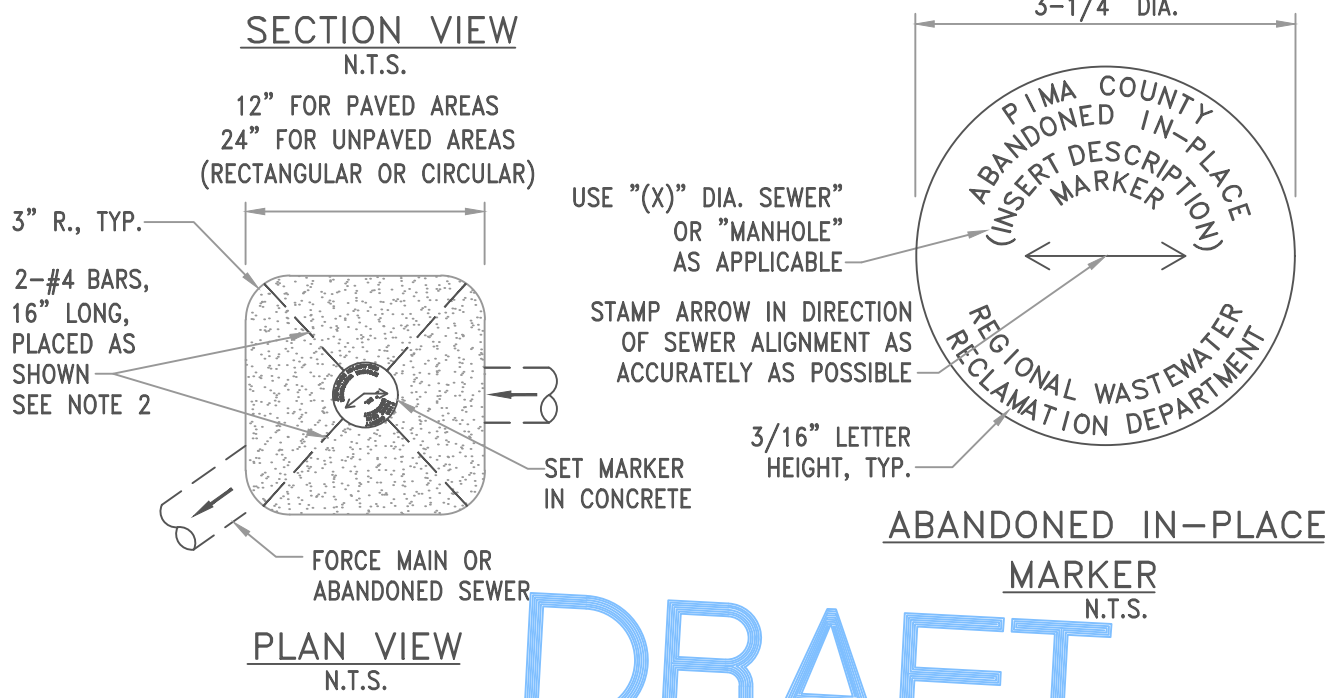 SECTION VIEW
N.T.S.
12” FOR PAVED AREAS
24” FOR UNPAVED AREAS
(RECTANGULAR OR CIRCULAR)
3” R., TYP.
2-#4 BARS,
16” LONG,
PLACED AS
SHOWN
SEE NOTE 2
SET MARKER
IN CONCRETE
FORCE MAIN OR
ABANDONED SEWER
PLAN VIEW
N.T.S.
3-1/4” DIA.
PIMA COUNTY
ABANDONED IN-PLACE
(INSERT DESCRIPTION)
MARKER
REGIONAL WASTEWATER
RECLAMATION DEPARTMENT
USE "(X)" DIA. SEWER”
OR "MANHOLE”
AS APPLICABLE
STAMP ARROW IN DIRECTION
OF SEWER ALIGNMENT AS
ACCURATELY AS POSSIBLE
3/16” LETTER
HEIGHT, TYP.
ABANDONED IN-PLACE
MARKER
N.T.S.
DRAFT